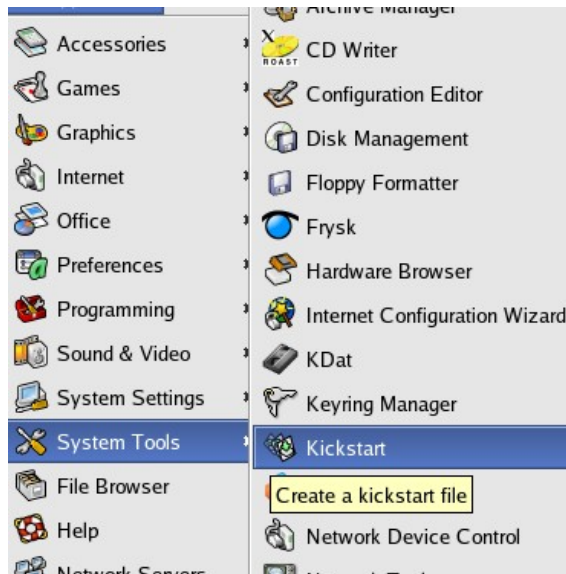 Accessories
Games
Graphics
Internet
Office
Preferences
Programming
Sound & Video
System Settings
System Tools
File Browser
Help
Network Servers
Archive Manager
X
ROAST
CD Writer
Configuration Editor
Disk Management
Floppy Formatter
Frysk
Hardware Browser
Internet Configuration Wizard
KDat
Keyring Manager
Kickstart
Create a kickstart file
Network Device Control